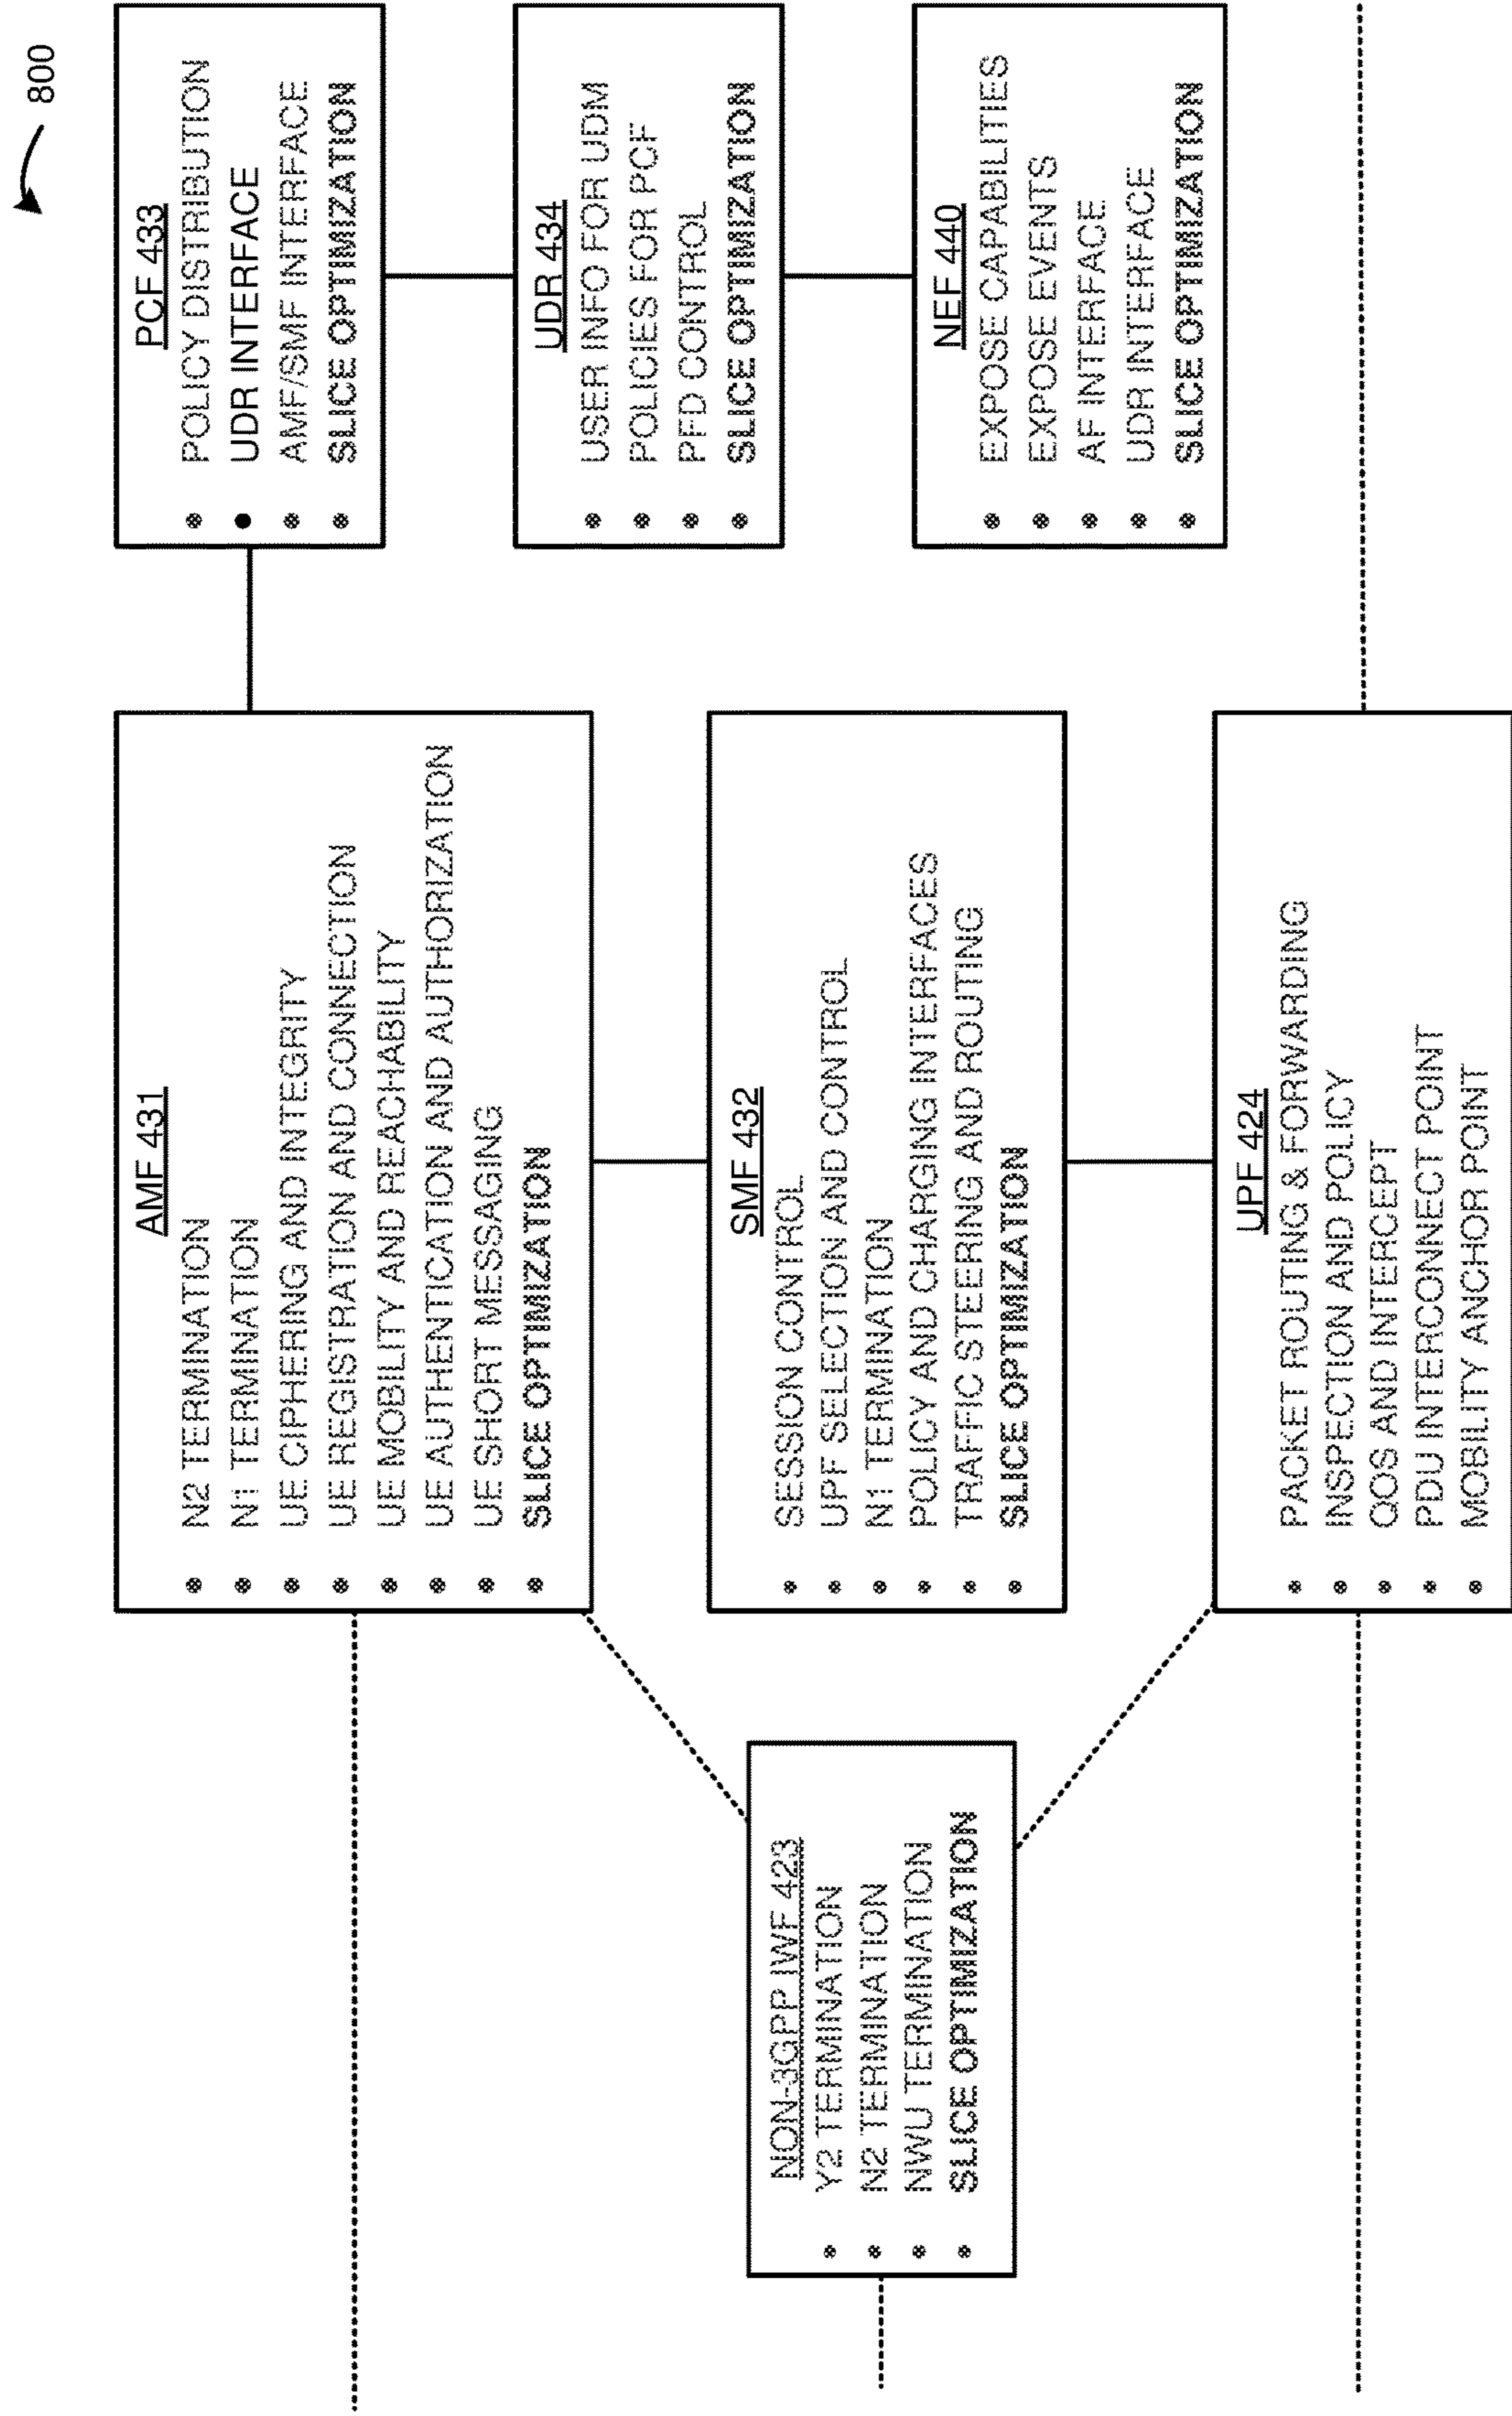 800
AMF 431
• N2 TERMINATION
• N1 TERMINATION
• UE CIPHERING AND INTEGRITY
• UE REGISTRATION AND CONNECTION
• UE MOBILITY AND REACHABILITY
• UE AUTHENTICATION AND AUTHORIZATION
• UE SHORT MESSAGING
• SLICE OPTIMIZATION
PCF 433
• POLICY DISTRIBUTION
• UDR INTERFACE
• AMF/SMF INTERFACE
• SLICE OPTIMIZATION
UDR 434
• USER INFO FOR UDM
• POLICIES FOR PCF
• PFD CONTROL
• SLICE OPTIMIZATION
NON-3GPP IWF 423
• Y2 TERMINATION
• N2 TERMINATION
• NWU TERMINATION
• SLICE OPTIMIZATION
SMF 432
• SESSION CONTROL
• UPF SELECTION AND CONTROL
• N1 TERMINATION
• POLICY AND CHARGING INTERFACES
• TRAFFIC STEERING AND ROUTING
• SLICE OPTIMIZATION
NEF 440
• EXPOSE CAPABILITIES
• EXPOSE EVENTS
• AF INTERFACE
• UDR INTERFACE
• SLICE OPTIMIZATION
UPF 424
• PACKET ROUTING & FORWARDING
• INSPECTION AND POLICY
• QOS AND INTERCEPT
• PDU INTERCONNECT POINT
• MOBILITY ANCHOR POINT